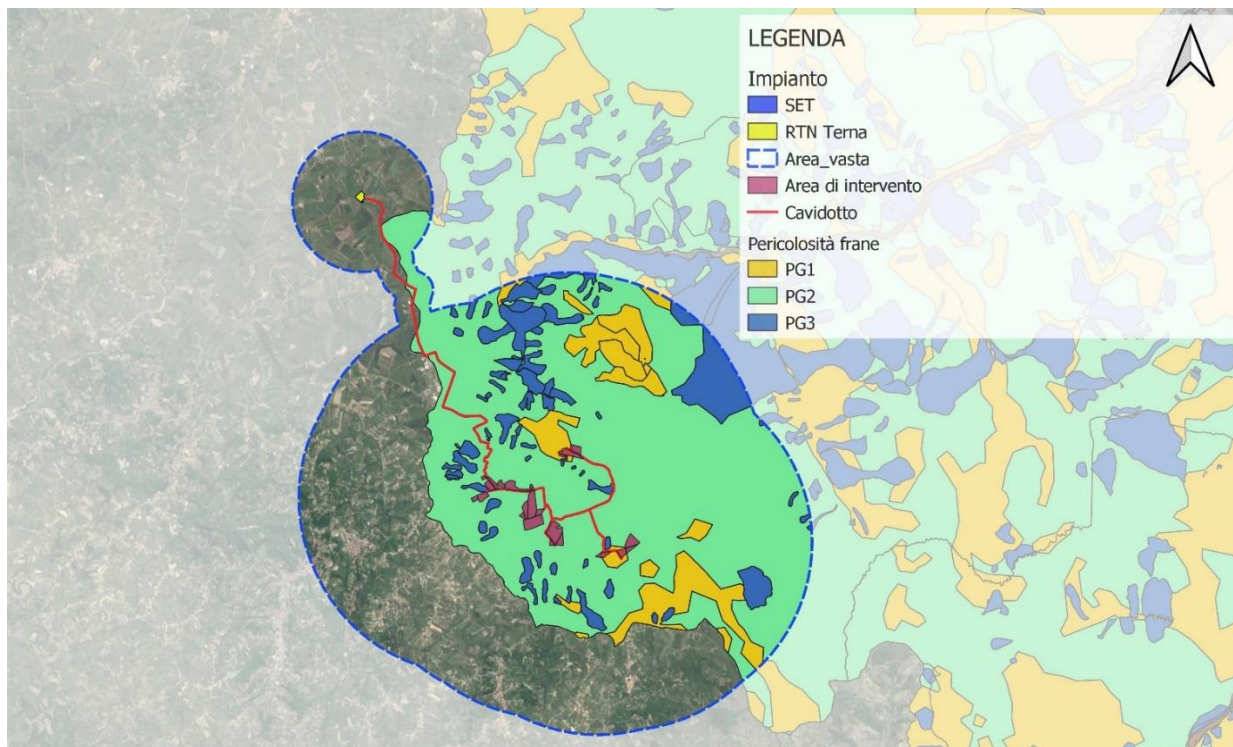 LEGENDA
Impianto
SET
RTN Terna
Area_vasta
Area di intervento
Cavidotto
Pericolosità frane
PG1
PG2
PG3